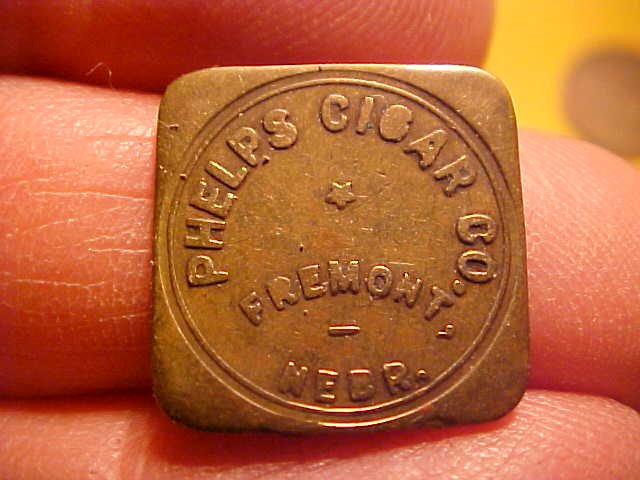 PHELPS CIGAR CO.
FREMONT,
NEBR.